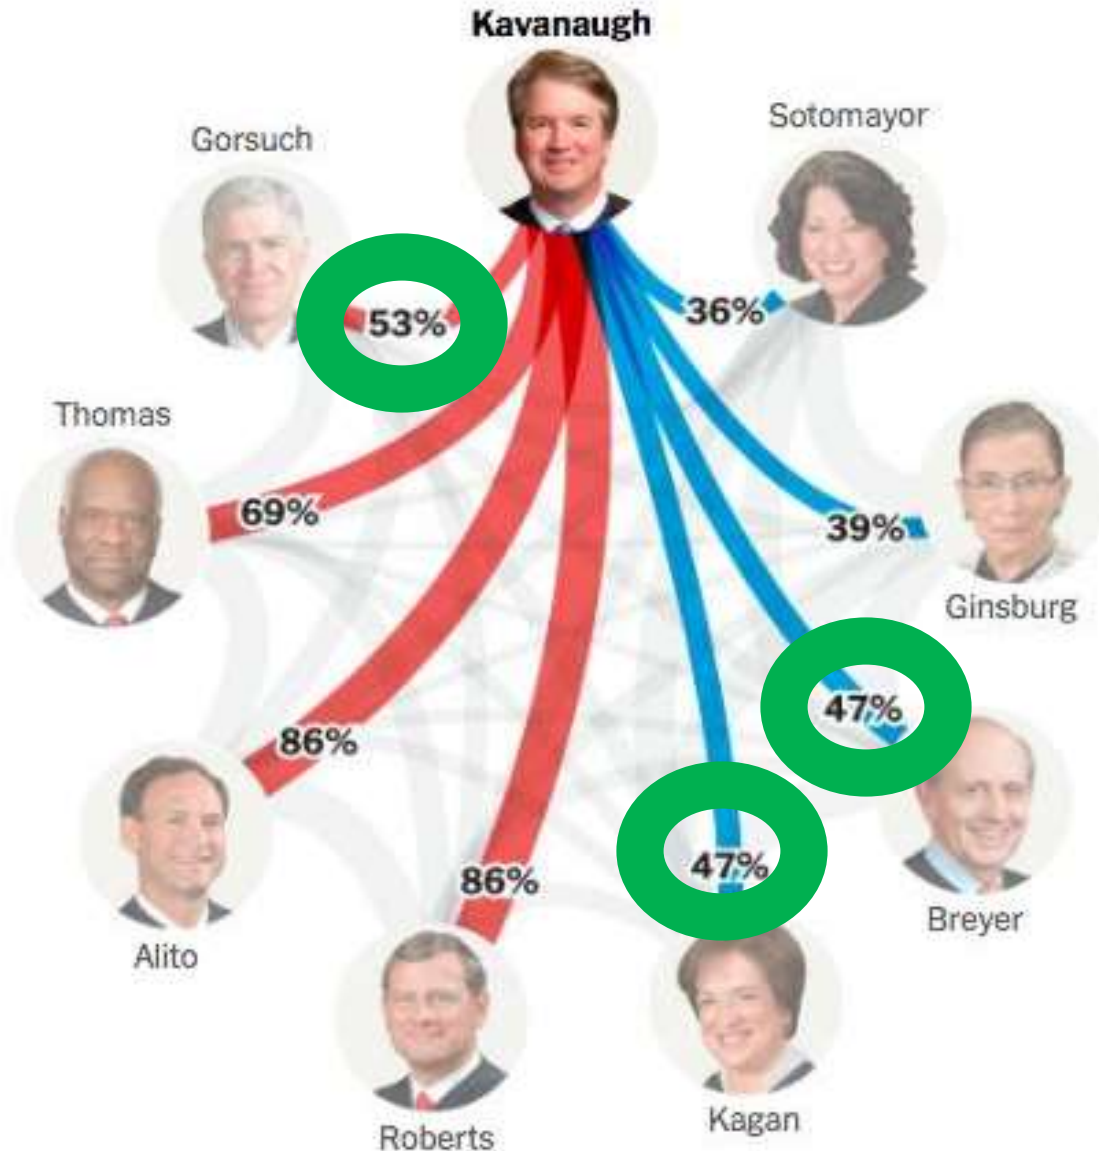 Kavanaugh
Sotomayor
Gorsuch
53%
36%
Thomas
69%
39%
Ginsburg
47%
86%
47%
86%
Breyer
Alito
Kagan
Roberts